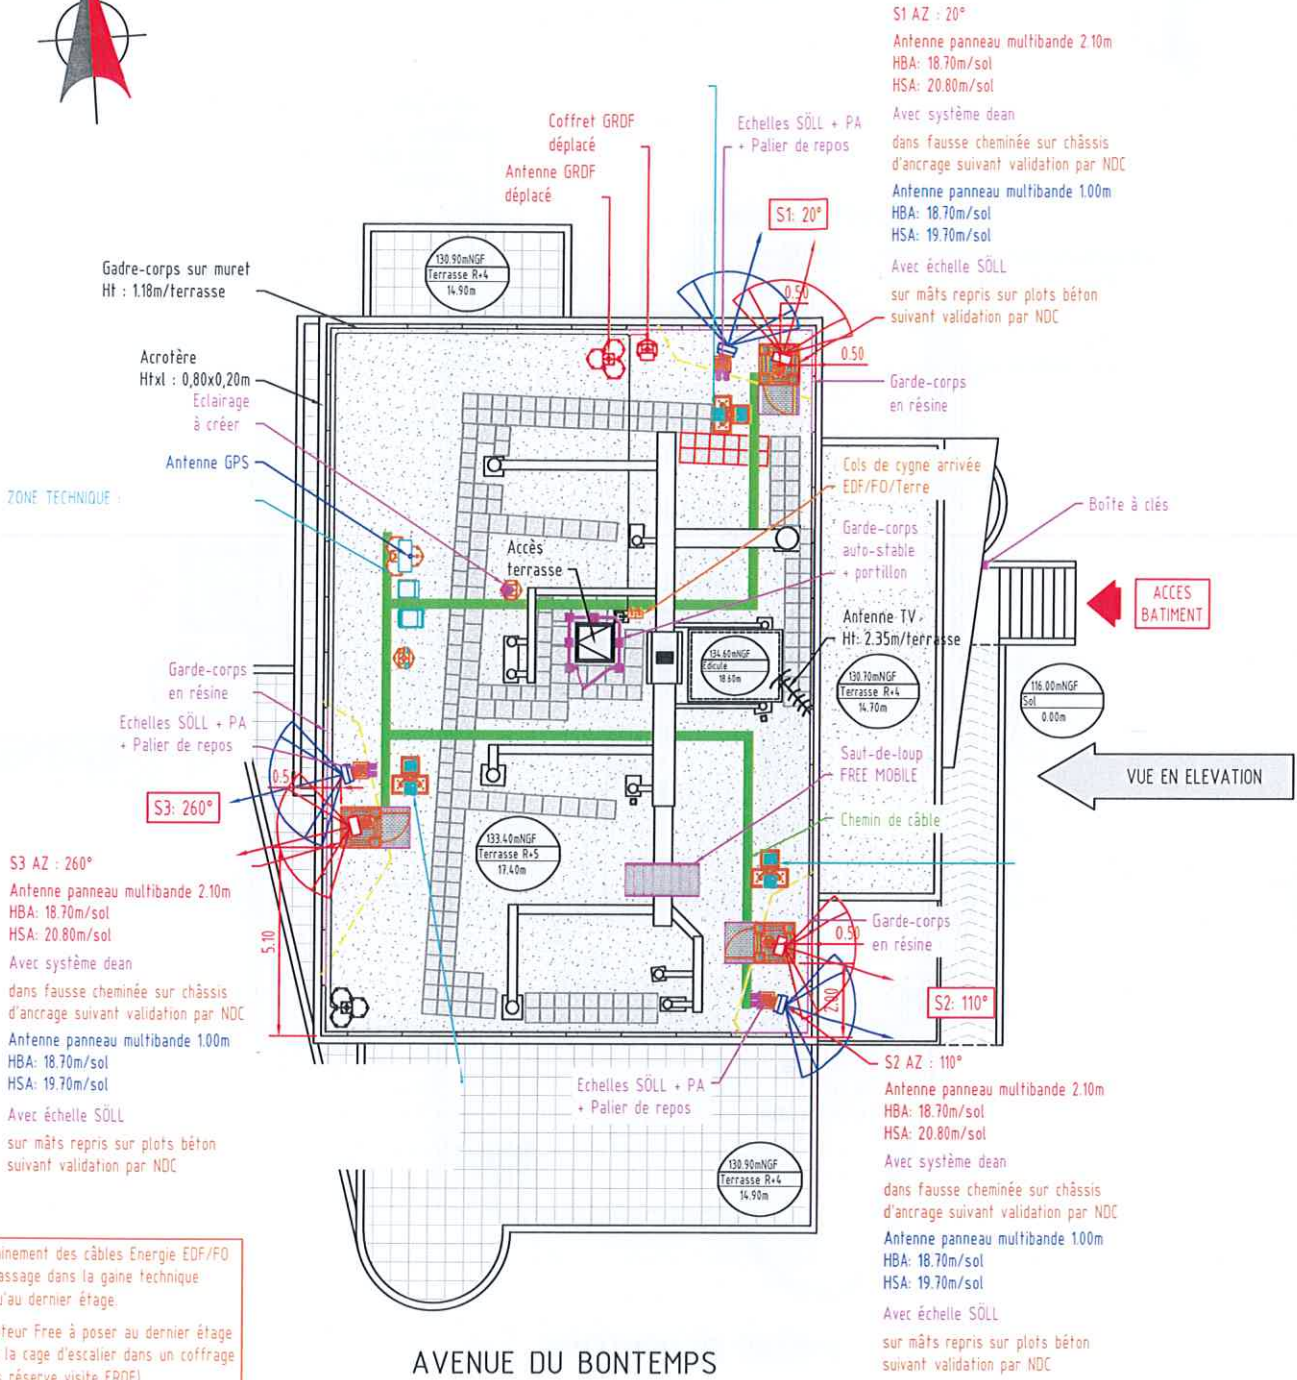 S1 AZ : 20°
Antenne panneau multibande 2.10m
HBA: 18.70m/sol
HSA: 20.80m/sol
Avec système dean
dans fausse cheminée sur châssis
d'ancrage suivant validation par NDC
Antenne panneau multibande 1.00m
HBA: 18.70m/sol
HSA: 19.70m/sol
Avec échelle SÖLL
sur mâts repris sur plots béton
suivant validation par NDC
Coffret GRDF
déplacé
Antenne GRDF
déplacé
Echelles SÖLL + PA
+ Palier de repos
S1: 20°
130.90mNGF
Terrasse R+4
14.90m
Gadre-corps sur muret
Ht : 1.18m/terrasse
0.50
0.50
Acrotère
Htxl : 0,80x0,20m
Eclairage
à créer
Garde-corps
en résine
Antenne GPS
ZONE TECHNIQUE :
Cols de cygne arrivée
EDF/FO/Terre
Boîte à clés
Garde-corps
auto-stable
+ portillon
Accès
terrasse
ACCES
BATIMENT
Antenne TV
Ht: 2.35m/terrasse
134.60mNGF
Edicule
18.60m
130.70mNGF
Terrasse R+4
14.70m
116.00mNGF
Sol
0.00m
Garde-corps
en résine
Echelles SÖLL + PA
+ Palier de repos
Saut-de-loup
FREE MOBILE
VUE EN ELEVATION
0.5
S3: 260°
Chemin de câble
133.40mNGF
Terrasse R+5
17.40m
S3 AZ : 260°
Antenne panneau multibande 2.10m
HBA: 18.70m/sol
HSA: 20.80m/sol
Avec système dean
dans fausse cheminée sur châssis
d'ancrage suivant validation par NDC
Antenne panneau multibande 1.00m
HBA: 18.70m/sol
HSA: 19.70m/sol
Avec échelle SÖLL
sur mâts repris sur plots béton
suivant validation par NDC
5.10
Garde-corps
en résine
0.50
2.00
S2: 110°
Echelles SÖLL + PA
+ Palier de repos
S2 AZ : 110°
Antenne panneau multibande 2.10m
HBA: 18.70m/sol
HSA: 20.80m/sol
Avec système dean
dans fausse cheminée sur châssis
d'ancrage suivant validation par NDC
Antenne panneau multibande 1.00m
HBA: 18.70m/sol
HSA: 19.70m/sol
Avec échelle SÖLL
sur mâts repris sur plots béton
suivant validation par NDC
130.90mNGF
Terrasse R+4
14.90m
inement des câbles Energie EDF/FO
assage dans la gaine technique
u'au dernier étage.
teur Free à poser au dernier étage
la cage d'escalier dans un coffrage
s réserve visite ERDF)
AVENUE DU BONTEMPS